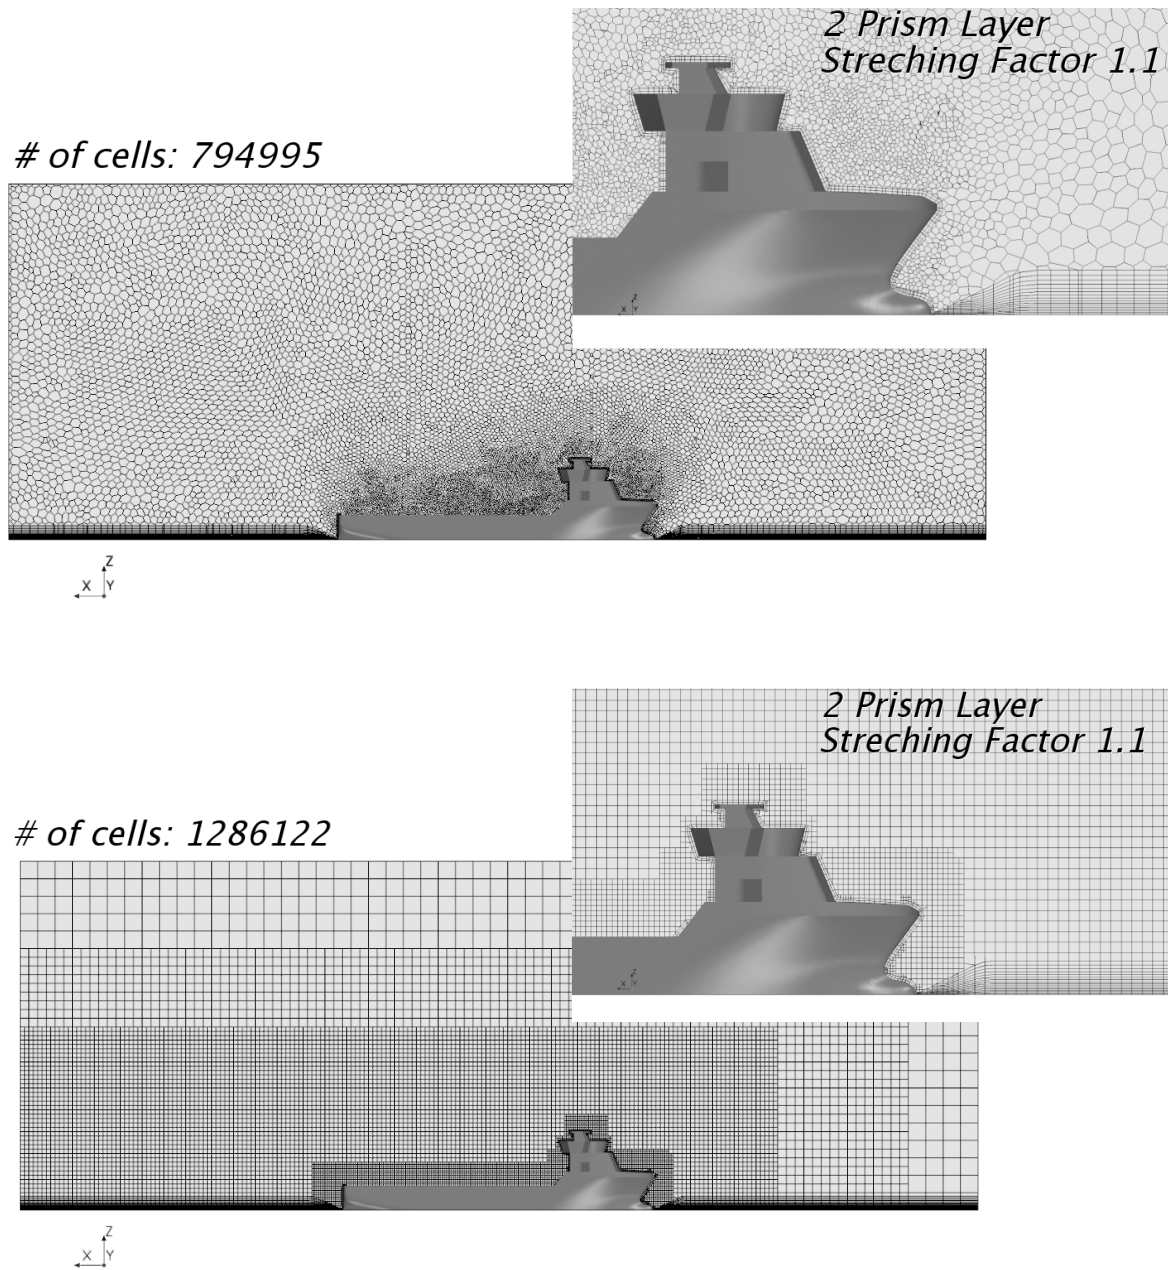 2 Prism Layer
Streching Factor 1.1
# of cells: 794995
Z
X Y
Z
X Y
2 Prism Layer
Streching Factor 1.1
# of cells: 1286122
Z
X Y
Z
X Y